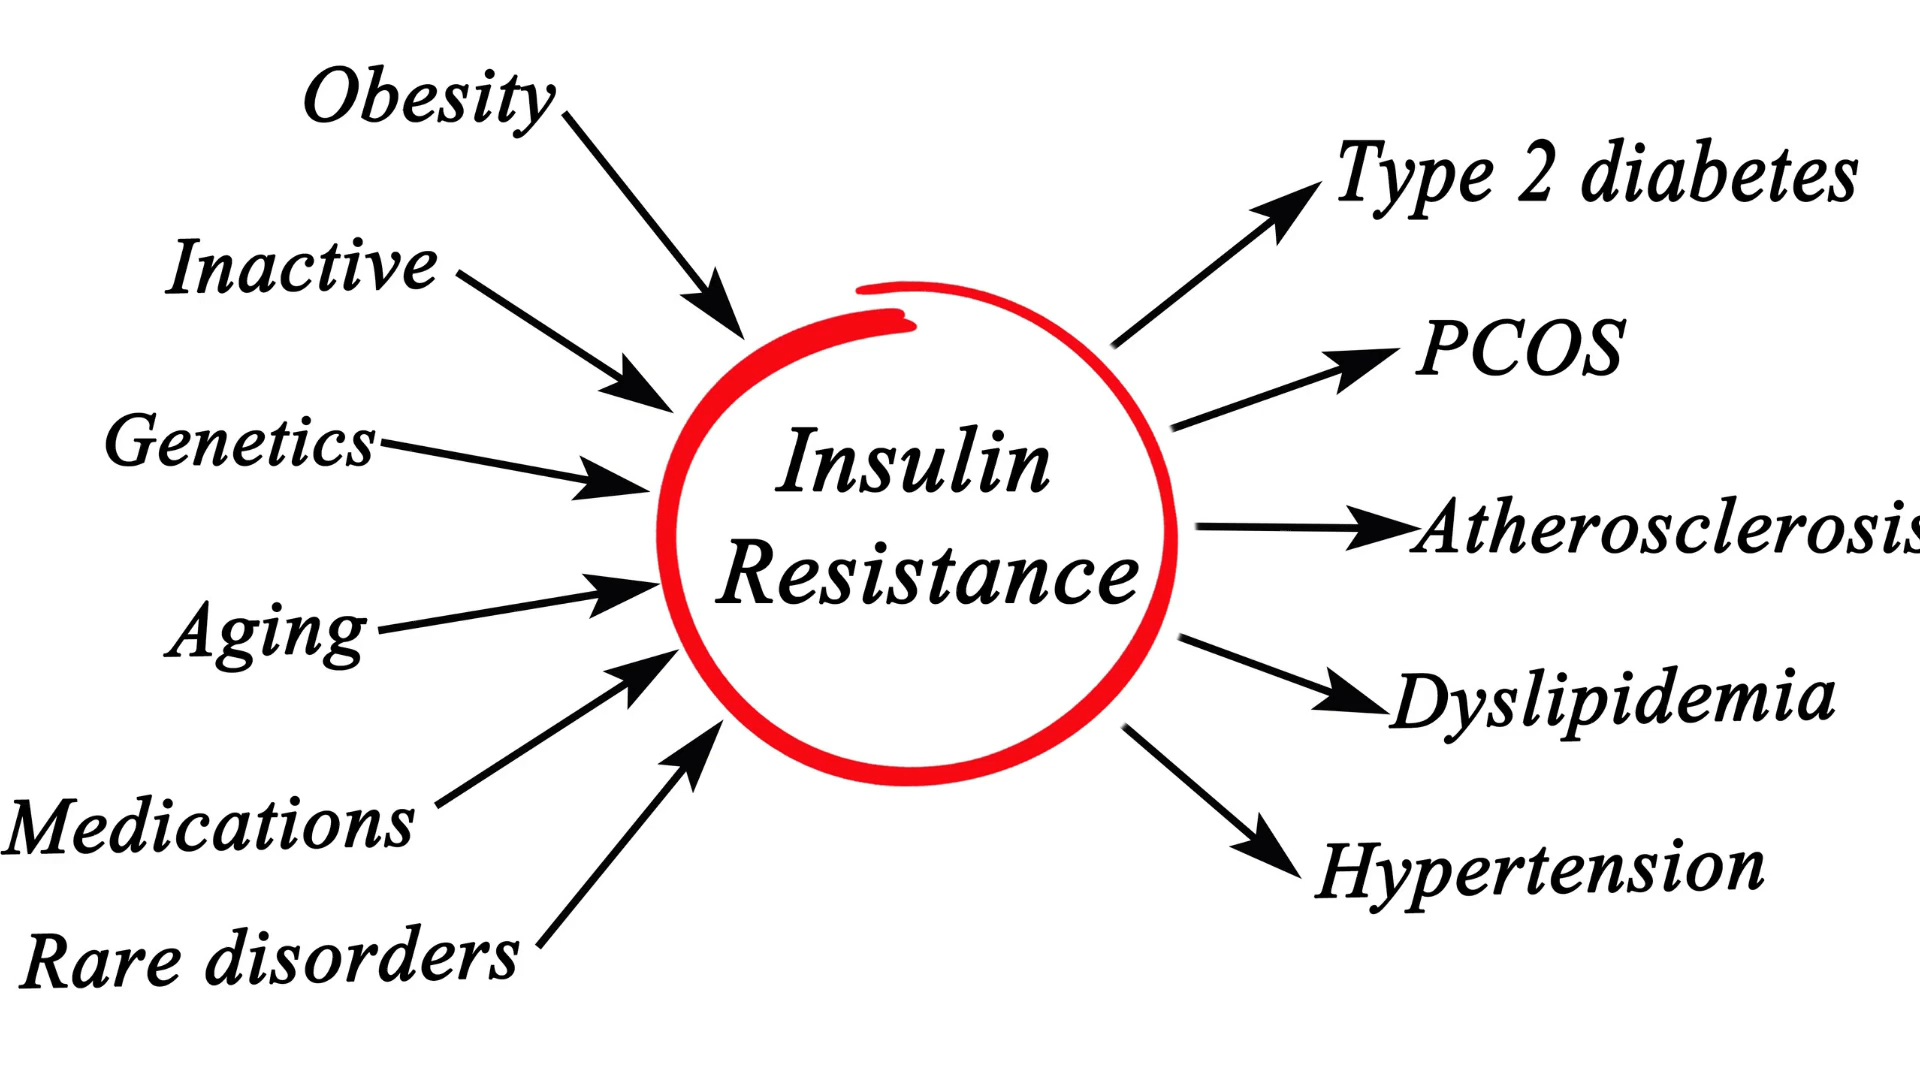 Obesity
Inactive
Genetics
Aging
Medications
Rare disorders
Insulin
Resistance
Type 2 diabetes
PCOS
Atherosclerosis
Dyslipidemia
Hypertension